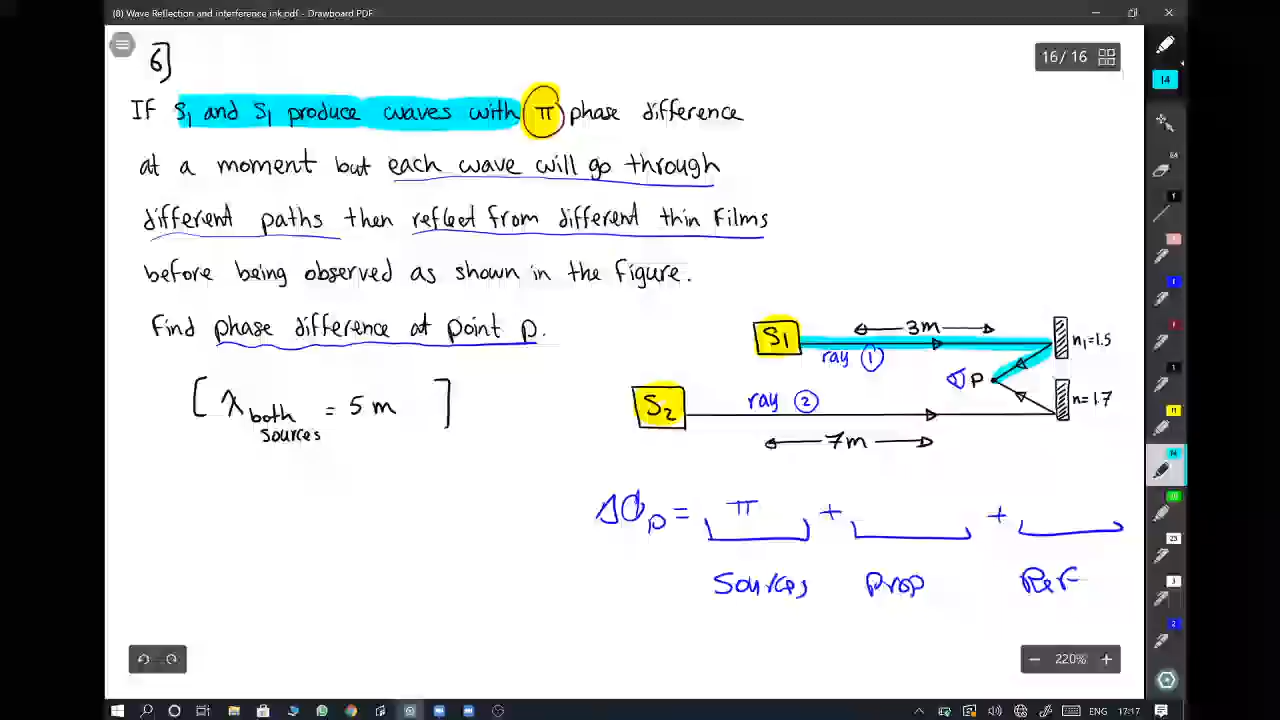 (8) Wave Reflection and interference ink.pdf - Drawboard PDF
16/16
6]
IF S1 and S1 produce waves with π phase difference
at a moment but each wave will go through
different paths then reflect from different thin films
before being observed as shown in the figure.
Find phase difference at point p.
[ λ both sources = 5 m ]
S1
3m
n1=1.5
ray 1
P
S2
ray 2
n=1.7
7m
ΔΦp = π + +
Sources Prop Ref
220%
ENG 17:17